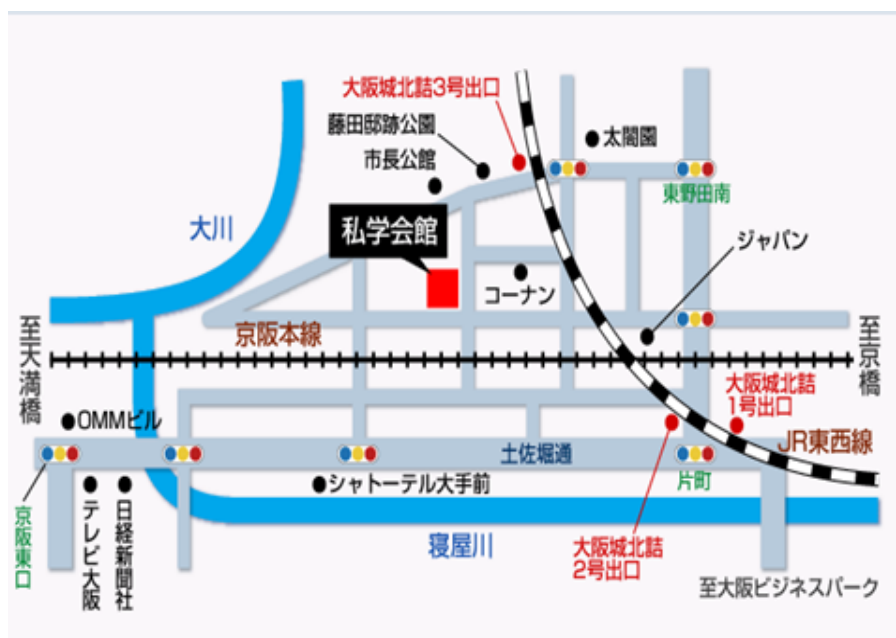 大阪城北詰3号出口
藤田邸跡公園
市長公館
太閤園
東野田南
大川
私学会館
ジャパン
コーナン
京阪本線
至天満橋
至京橋
OMMビル
大阪城北詰
1号出口
JR東西線
土佐堀通
片町
シャトーテル大手前
京阪東口
テレビ大阪
日経新聞社
寝屋川
大阪城北詰
2号出口
至大阪ビジネスパーク